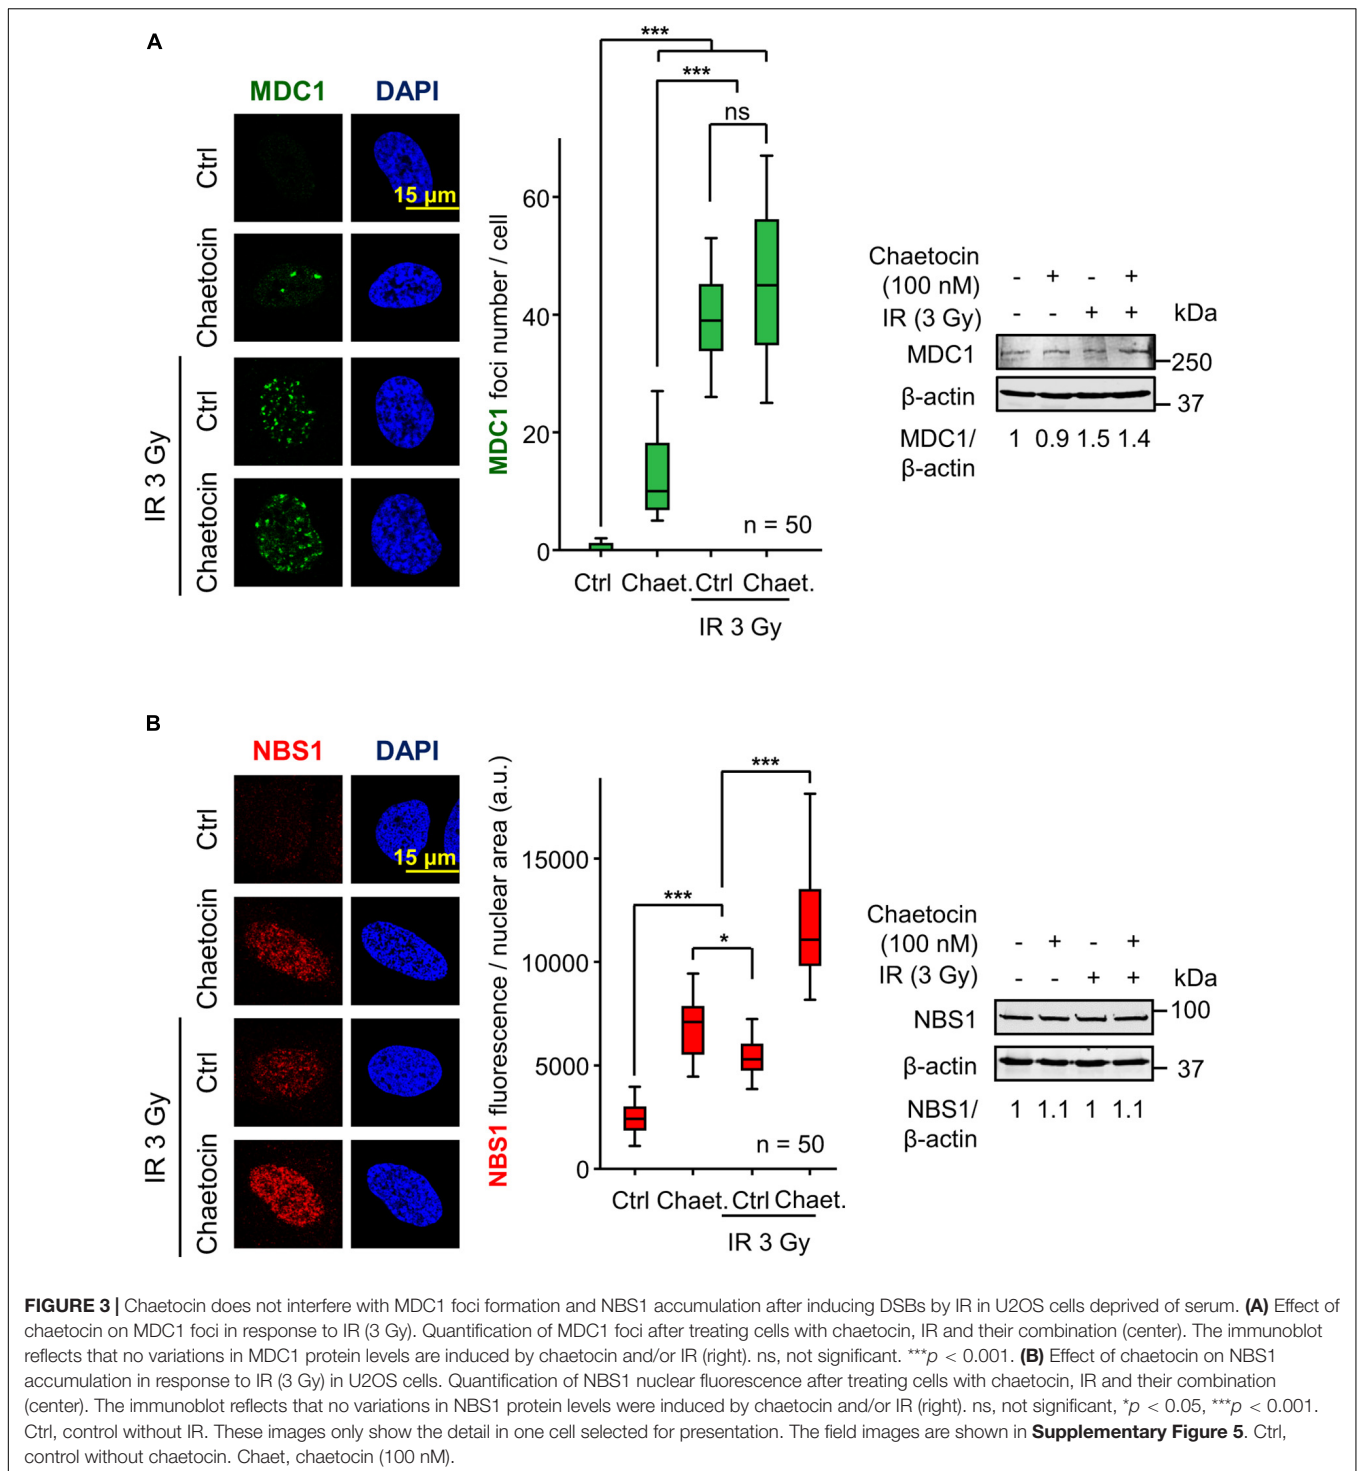 A
MDC1 DAPI
Ctrl
15 µm
Chaetocin
IR 3 Gy
Ctrl
Chaetocin
MDC1 foci number / cell
60
40
20
0
***
***
ns
n = 50
Ctrl Chaet. Ctrl Chaet.
IR 3 Gy
Chaetocin
(100 nM) - + - +
IR (3 Gy) - - + + kDa
MDC1 250
β-actin 37
MDC1/ 1 0.9 1.5 1.4
β-actin
B
NBS1 DAPI
Ctrl
15 µm
Chaetocin
IR 3 Gy
Ctrl
Chaetocin
NBS1 fluorescence / nuclear area (a.u.)
15000
10000
5000
0
***
***
*
n = 50
Ctrl Chaet. Ctrl Chaet.
IR 3 Gy
Chaetocin
(100 nM) - + - +
IR (3 Gy) - - + + kDa
NBS1 100
β-actin 37
NBS1/ 1 1.1 1 1.1
β-actin
FIGURE 3 | Chaetocin does not interfere with MDC1 foci formation and NBS1 accumulation after inducing DSBs by IR in U2OS cells deprived of serum. (A) Effect of
chaetocin on MDC1 foci in response to IR (3 Gy). Quantification of MDC1 foci after treating cells with chaetocin, IR and their combination (center). The immunoblot
reflects that no variations in MDC1 protein levels are induced by chaetocin and/or IR (right). ns, not significant. ***p < 0.001. (B) Effect of chaetocin on NBS1
accumulation in response to IR (3 Gy) in U2OS cells. Quantification of NBS1 nuclear fluorescence after treating cells with chaetocin, IR and their combination
(center). The immunoblot reflects that no variations in NBS1 protein levels were induced by chaetocin and/or IR (right). ns, not significant, *p < 0.05, ***p < 0.001.
Ctrl, control without IR. These images only show the detail in one cell selected for presentation. The field images are shown in Supplementary Figure 5. Ctrl,
control without chaetocin. Chaet, chaetocin (100 nM).